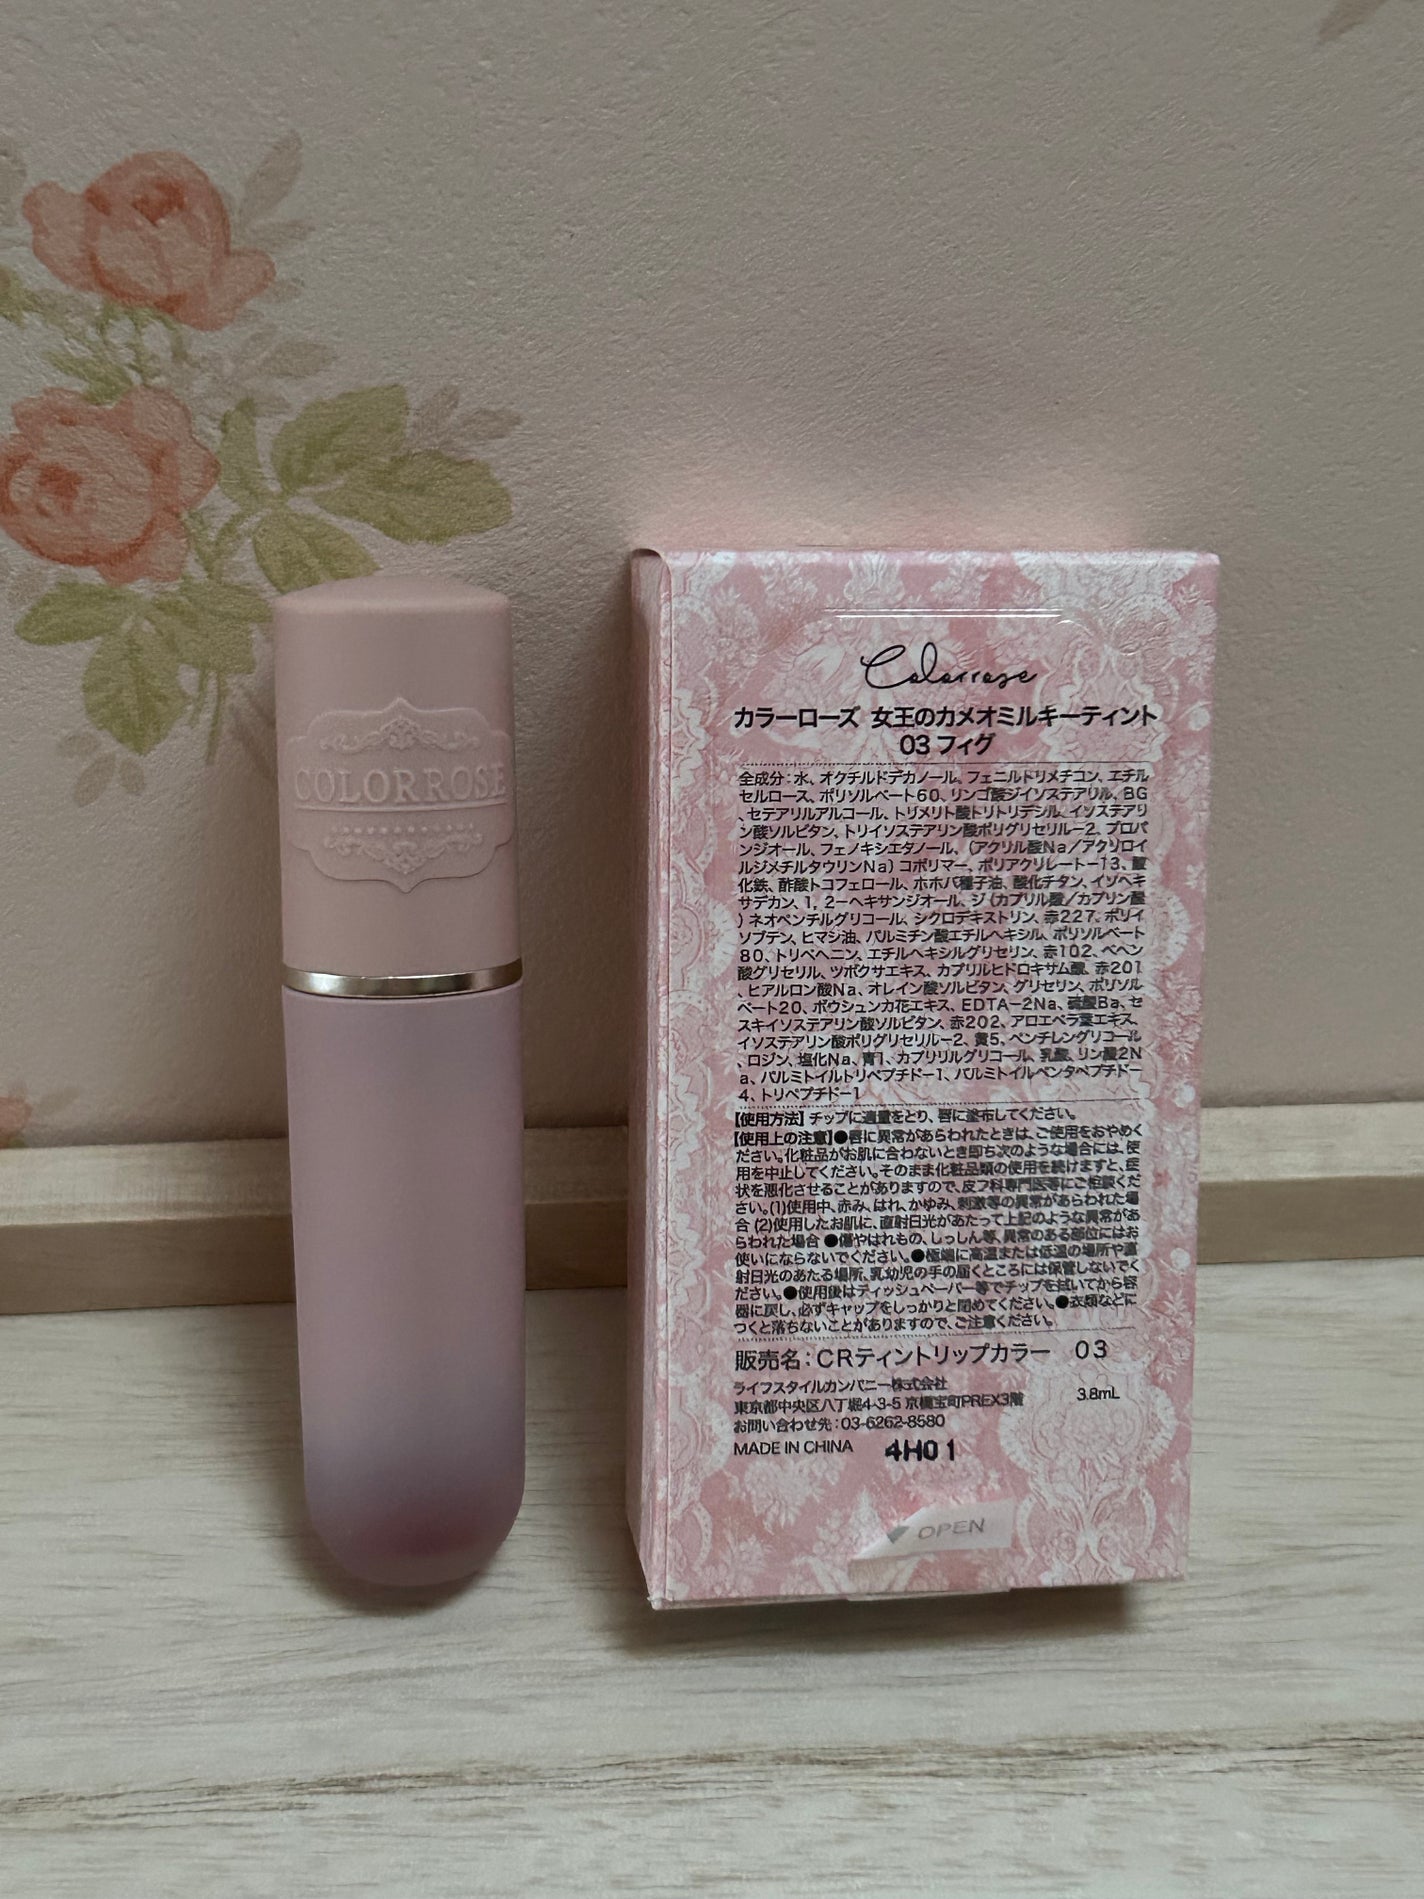 COLORROSE
Colorrose
カラーローズ 女王のカメオミルキーティント
03 フィグ
全成分：水、オクチルドデカノール、フェニルトリメチコン、エチル
セルロース、ポリソルベート60、リンゴ酸ジイソステアリル、BG
、セテアリルアルコール、トリメリト酸トリトリデシル、イソステアリ
ン酸ソルビタン、トリイソステアリン酸ポリグリセリル－2、プロパ
ンジオール、フェノキシエタノール、（アクリル酸Na／アクリロイ
ルジメチルタウリンNa）コポリマー、ポリアクリレート－13、酸
化鉄、酢酸トコフェロール、ホホバ種子油、酸化チタン、イソヘキ
サデカン、1，2－ヘキサンジオール、ジ（カプリル酸／カプリン酸
）ネオペンチルグリコール、シクロデキストリン、赤227、ポリイ
ソブテン、ヒマシ油、パルミチン酸エチルヘキシル、ポリソルベート
80、トリベヘニン、エチルヘキシルグリセリン、赤102、ベヘン
酸グリセリル、ツボクサエキス、カプリルヒドロキサム酸、赤201
、ヒアルロン酸Na、オレイン酸ソルビタン、グリセリン、ポリソル
ベート20、ボウシュンカ花エキス、EDTA－2Na、硫酸Ba、セ
スキイソステアリン酸ソルビタン、赤202、アロエベラ葉エキス、
イソステアリン酸ポリグリセリル－2、黄5、ペンチレングリコール
、ロジン、塩化Na、青1、カプリリルグリコール、乳酸、リン酸2N
a、パルミトイルトリペプチド－1、パルミトイルペンタペプチド－
4、トリペプチド－1
【使用方法】チップに適量をとり、唇に塗布してください。
【使用上の注意】●唇に異常があらわれたときは、ご使用をおやめく
ださい。化粧品がお肌に合わないとき即ち次のような場合には、使
用を中止してください。そのまま化粧品類の使用を続けますと、症
状を悪化させることがありますので、皮フ科専門医等にご相談くだ
さい。(1)使用中、赤み、はれ、かゆみ、刺激等の異常があらわれた場
合 (2)使用したお肌に、直射日光があたって上記のような異常があ
らわれた場合 ●傷やはれもの、しっしん等、異常のある部位にはお
使いにならないでください。●極端に高温または低温の場所や直
射日光のあたる場所、乳幼児の手の届くところには保管しないでく
ださい。●使用後はティッシュペーパー等でチップを拭いてから容
器に戻し、必ずキャップをしっかりと閉めてください。●衣類などに
つくと落ちないことがありますので、ご注意ください。
販売名：CRティントリップカラー 03
ライフスタイルカンパニー株式会社 3.8mL
東京都中央区八丁堀4-3-5 京橋宝町PREX3階
お問い合わせ先：03-6262-8580
MADE IN CHINA 4H01
OPEN